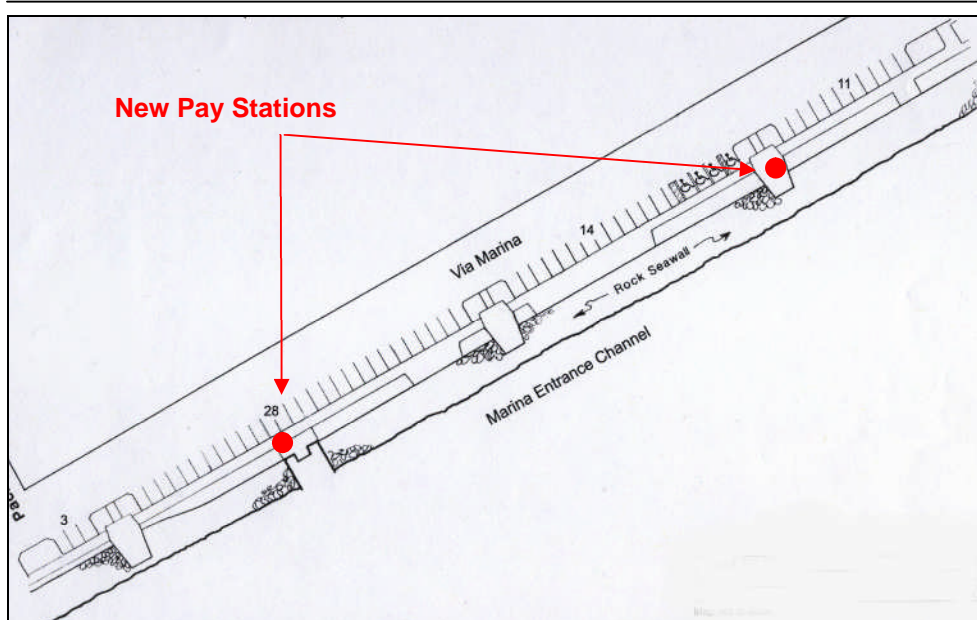 New Pay Stations
11
14
Via Marina
Rock Seawall
28
Marina Entrance Channel
3